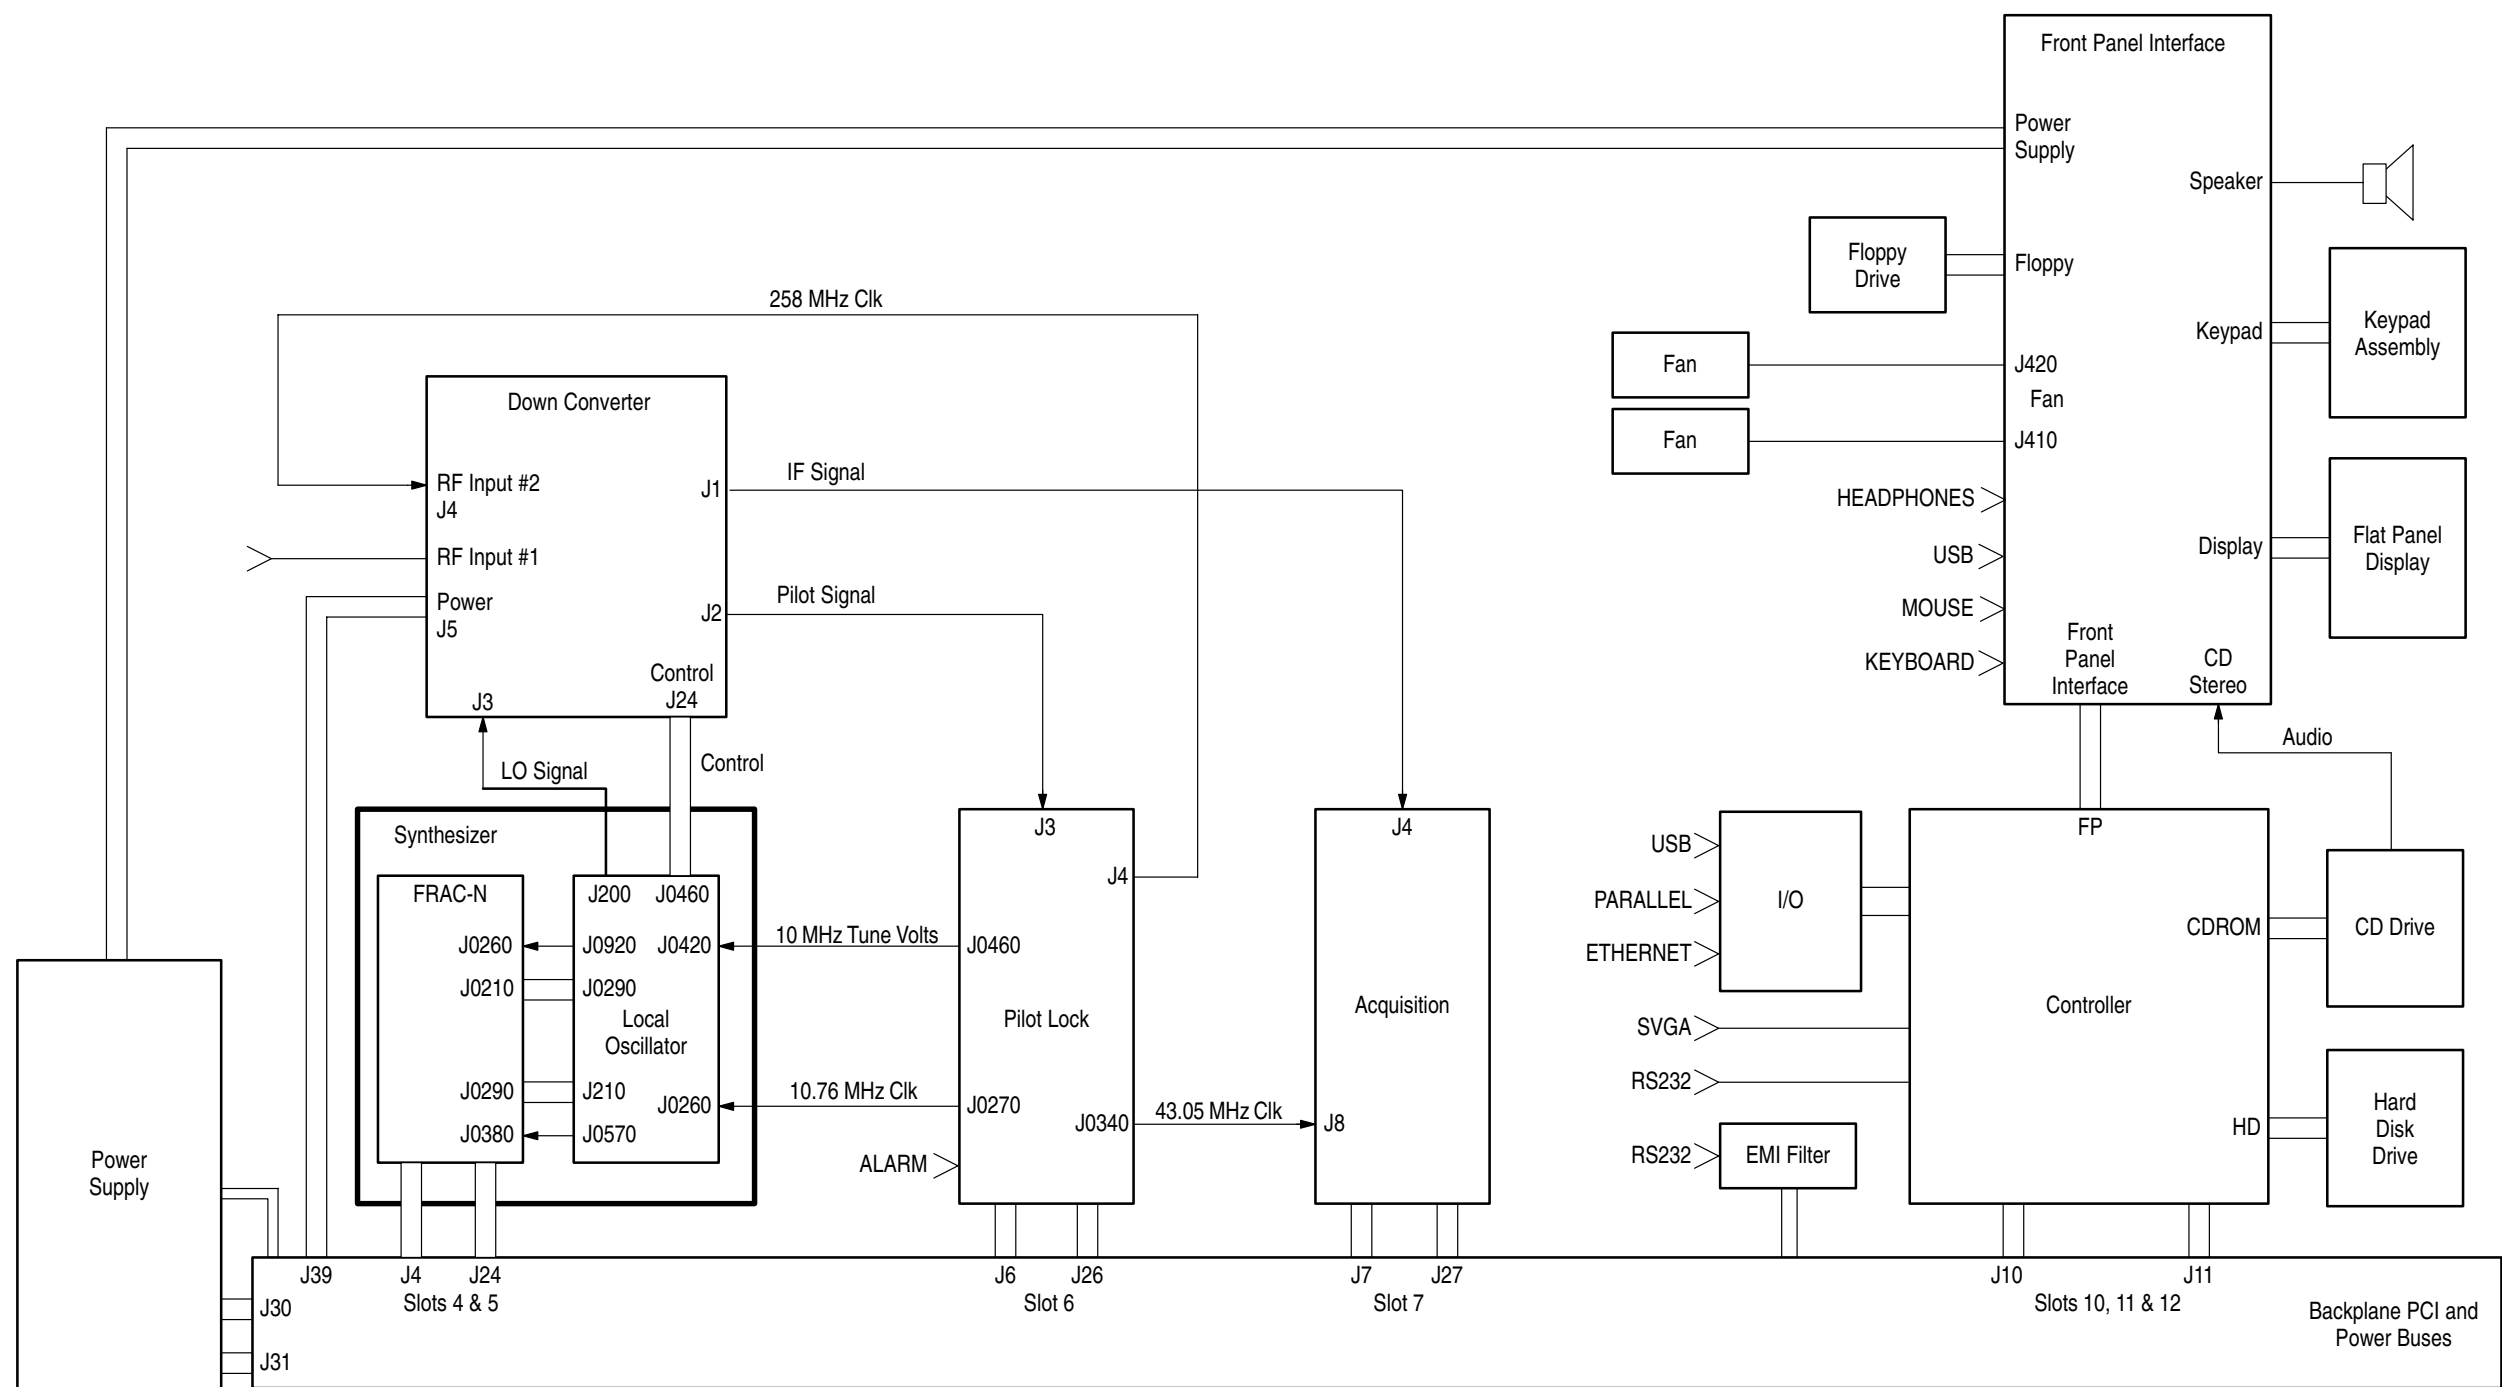 Front Panel Interface
Power
Supply
Speaker
Floppy
Drive
Floppy
Keypad
Keypad
Assembly
258 MHz Clk
Fan
J420
Fan
Fan
J410
Down Converter
RF Input #2
J4
J1
IF Signal
HEADPHONES
RF Input #1
USB
Display
Flat Panel
Display
Power
J5
J2
Pilot Signal
MOUSE
KEYBOARD
Front
Panel
Interface
CD
Stereo
Control
J24
J3
Audio
LO Signal
Control
Synthesizer
FRAC-N
J200
J0460
J3
J4
J4
FP
USB
PARALLEL
ETHERNET
I/O
CDROM
CD Drive
J0260
J0920
J0420
10 MHz Tune Volts
J0460
J0210
J0290
Local
Oscillator
Pilot Lock
Acquisition
Controller
SVGA
RS232
J0290
J210
J0260
10.76 MHz Clk
J0270
J0340
43.05 MHz Clk
J8
J0380
J0570
ALARM
RS232
EMI Filter
HD
Hard
Disk
Drive
Power
Supply
J39
J4
J24
J6
J26
J7
J27
J10
J11
Slots 4 & 5
Slot 6
Slot 7
Slots 10, 11 & 12
J30
J31
Backplane PCI and
Power Buses